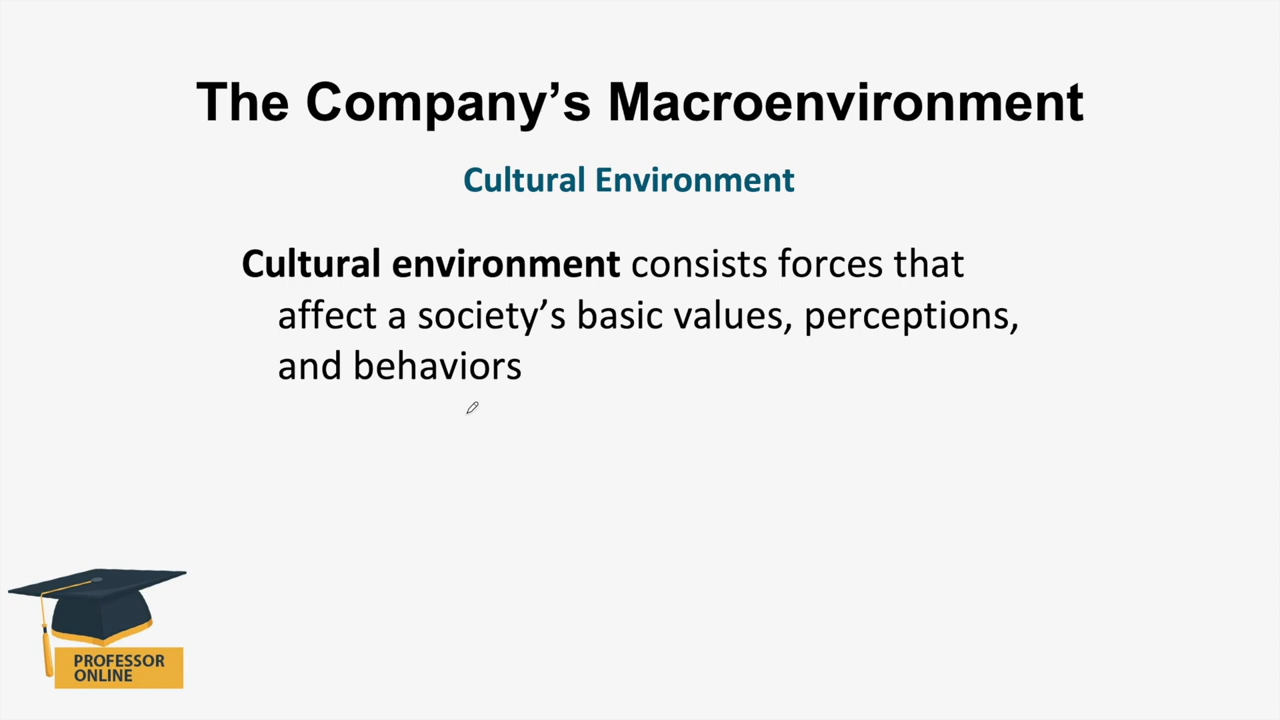 The Company’s Macroenvironment
Cultural Environment
Cultural environment consists forces that
affect a society’s basic values, perceptions,
and behaviors
PROFESSOR
ONLINE